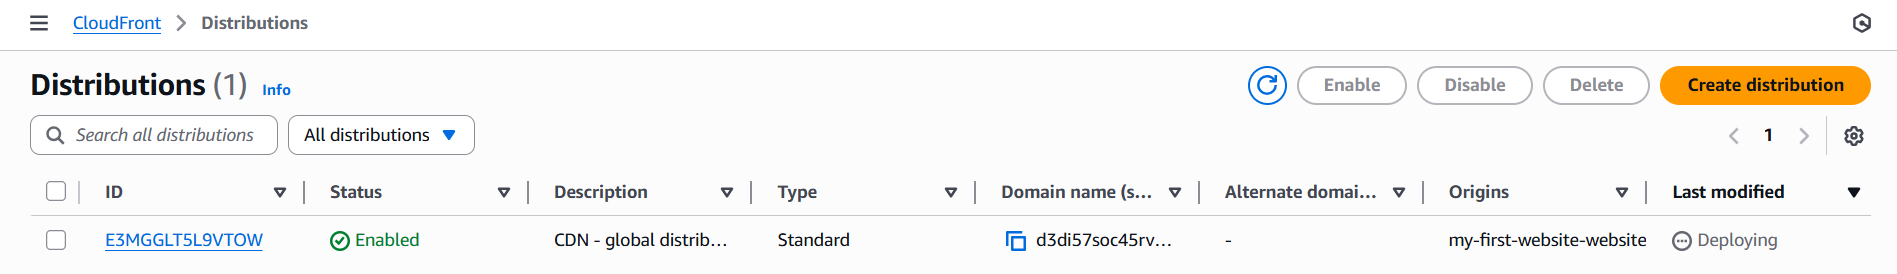 CloudFront > Distributions
Distributions (1) Info
Enable Disable Delete Create distribution
Search all distributions All distributions 1
ID Status Description Type Domain name (s... Alternate domai... Origins Last modified
E3MGGLT5L9VTOW Enabled CDN - global distrib... Standard d3di57soc45rv... - my-first-website-website Deploying